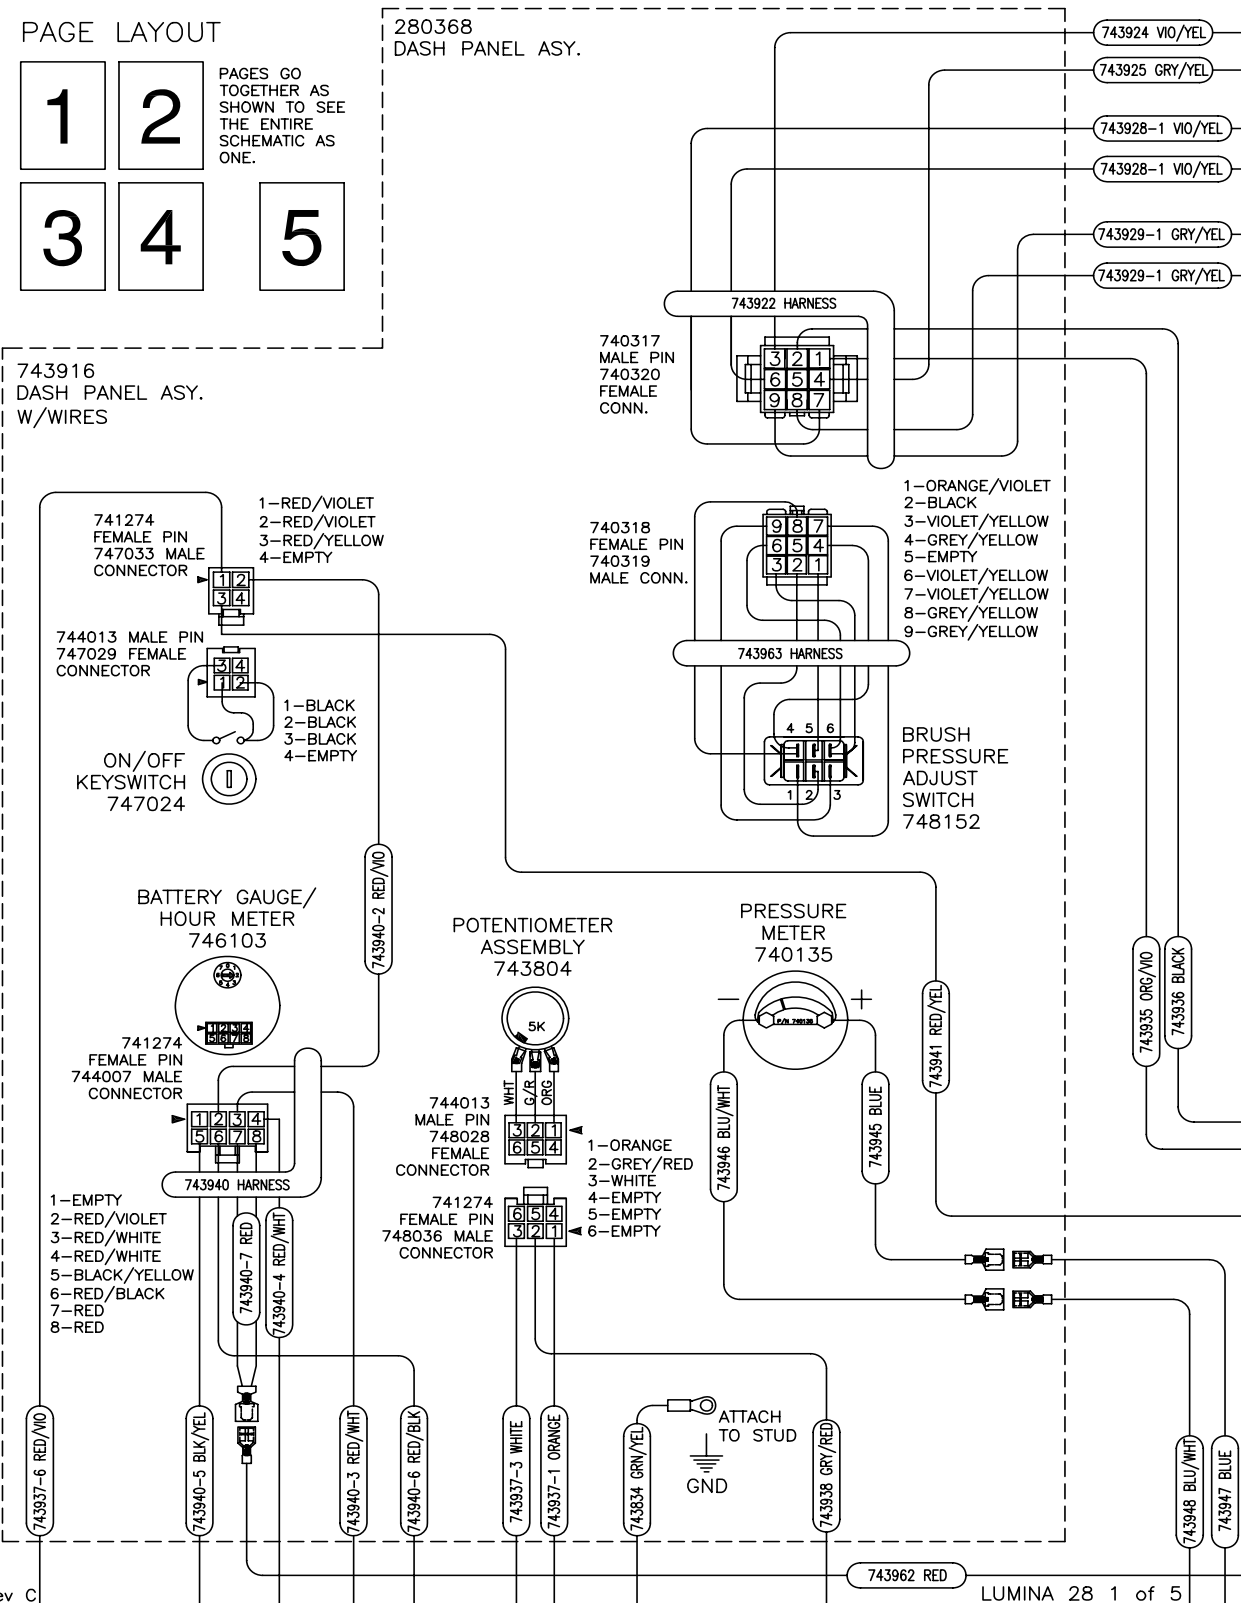 PAGE LAYOUT
1
2
3
4
5
PAGES GO
TOGETHER AS
SHOWN TO SEE
THE ENTIRE
SCHEMATIC AS
ONE.
280368
DASH PANEL ASY.
743924 VIO/YEL
743925 GRY/YEL
743928-1 VIO/YEL
743928-1 VIO/YEL
743929-1 GRY/YEL
743929-1 GRY/YEL
743922 HARNESS
740317
MALE PIN
740320
FEMALE
CONN.
3 2 1
6 5 4
9 8 7
743916
DASH PANEL ASY.
W/WIRES
1-ORANGE/VIOLET
2-BLACK
3-VIOLET/YELLOW
4-GREY/YELLOW
5-EMPTY
6-VIOLET/YELLOW
7-VIOLET/YELLOW
8-GREY/YELLOW
9-GREY/YELLOW
740318
FEMALE PIN
740319
MALE CONN.
9 8 7
6 5 4
3 2 1
743963 HARNESS
4 5 6
1 2 3
BRUSH
PRESSURE
ADJUST
SWITCH
748152
741274
FEMALE PIN
747033 MALE
CONNECTOR
1-RED/VIOLET
2-RED/VIOLET
3-RED/YELLOW
4-EMPTY
1 2
3 4
744013 MALE PIN
747029 FEMALE
CONNECTOR
3 4
1 2
1-BLACK
2-BLACK
3-BLACK
4-EMPTY
ON/OFF
KEYSWITCH
747024
743940-2 RED/VIO
BATTERY GAUGE/
HOUR METER
746103
1 2 3 4
5 6 7 8
741274
FEMALE PIN
744007 MALE
CONNECTOR
1 2 3 4
5 6 7 8
743940 HARNESS
1-EMPTY
2-RED/VIOLET
3-RED/WHITE
4-RED/WHITE
5-BLACK/YELLOW
6-RED/BLACK
7-RED
8-RED
743940-7 RED
743940-4 RED/WHT
POTENTIOMETER
ASSEMBLY
743804
5K
WHT
G/R
ORG
744013
MALE PIN
748028
FEMALE
CONNECTOR
3 2 1
6 5 4
1-ORANGE
2-GREY/RED
3-WHITE
4-EMPTY
5-EMPTY
6-EMPTY
741274
FEMALE PIN
748036 MALE
CONNECTOR
6 5 4
3 2 1
PRESSURE
METER
740135
- +
P/N 740135
743946 BLU/WHT
743945 BLUE
743941 RED/YEL
743935 ORG/VIO
743936 BLACK
743937-6 RED/VIO
743940-5 BLK/YEL
743940-3 RED/WHT
743940-6 RED/BLK
743937-3 WHITE
743937-1 ORANGE
743834 GRN/YEL
ATTACH
TO STUD
GND
743938 GRY/RED
743948 BLU/WHT
743947 BLUE
743962 RED
ev C
LUMINA 28 1 of 5